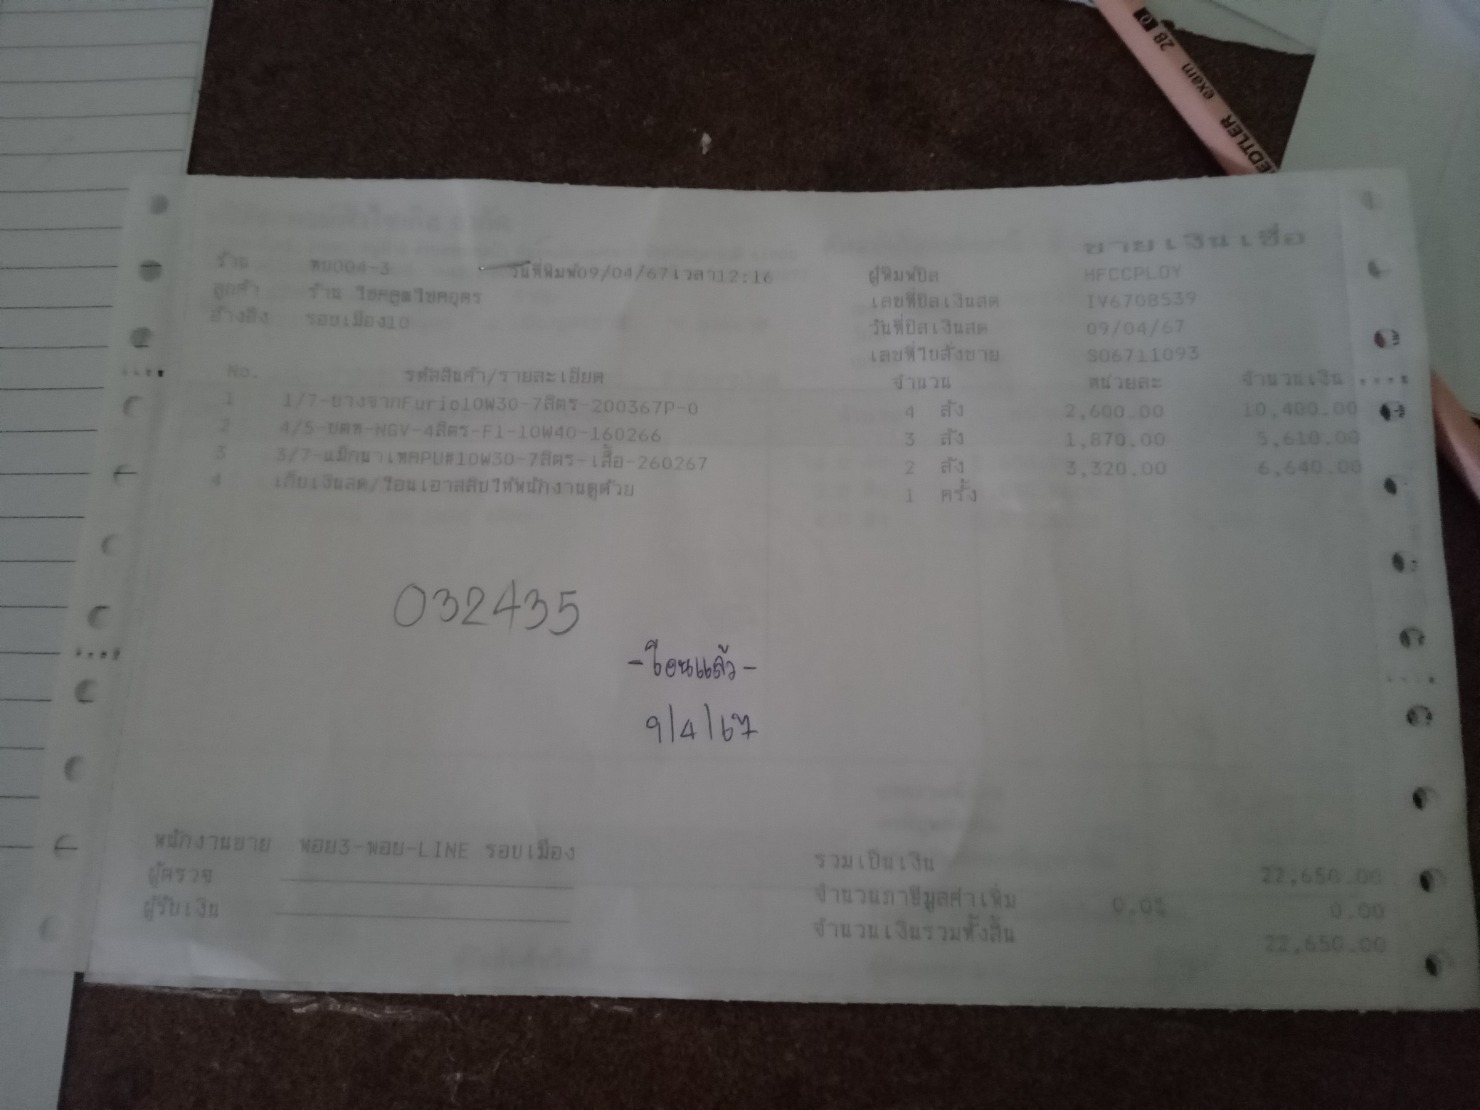 ขายเงินเชื่อ
ร้าน พบ004-3 วันที่พิมพ์09/04/67เวลา12:16 ผู้พิมพ์บิล MFCCPLOY
ลูกค้า ร้าน โชคสูตรโชคอุดร เลขที่บิลเงินสด IV6708539
อ้างอิง รอบเมือง10 วันที่บิลเงินสด 09/04/67
เลขที่ใบสั่งขาย SO6711093
No. รหัสสินค้า/รายละเอียด จำนวน หน่วยละ จำนวนเงิน
1 1/7-บางจากFurio10W30-7ลิตร-200367P-0 4 ลัง 2,600.00 10,400.00
2 4/5-ปตท-NGV-4ลิตร-F1-10W40-160266 3 ลัง 1,870.00 5,610.00
3 3/7-แม็กนาเทคPU#10W30-7ลิตร-เสื้อ-260267 2 ลัง 3,320.00 6,640.00
4 เก็บเงินสด/โอนเอาสลิบให้พนักงานดูด้วย 1 ครั้ง
032435
-โอนแล้ว-
9/4/67
พนักงานขาย พอย3-พอย-LINE รอบเมือง
รวมเป็นเงิน 22,650.00
ผู้ตรวจ
จำนวนภาษีมูลค่าเพิ่ม 0.0% 0.00
ผู้รับเงิน
จำนวนเงินรวมทั้งสิ้น 22,650.00